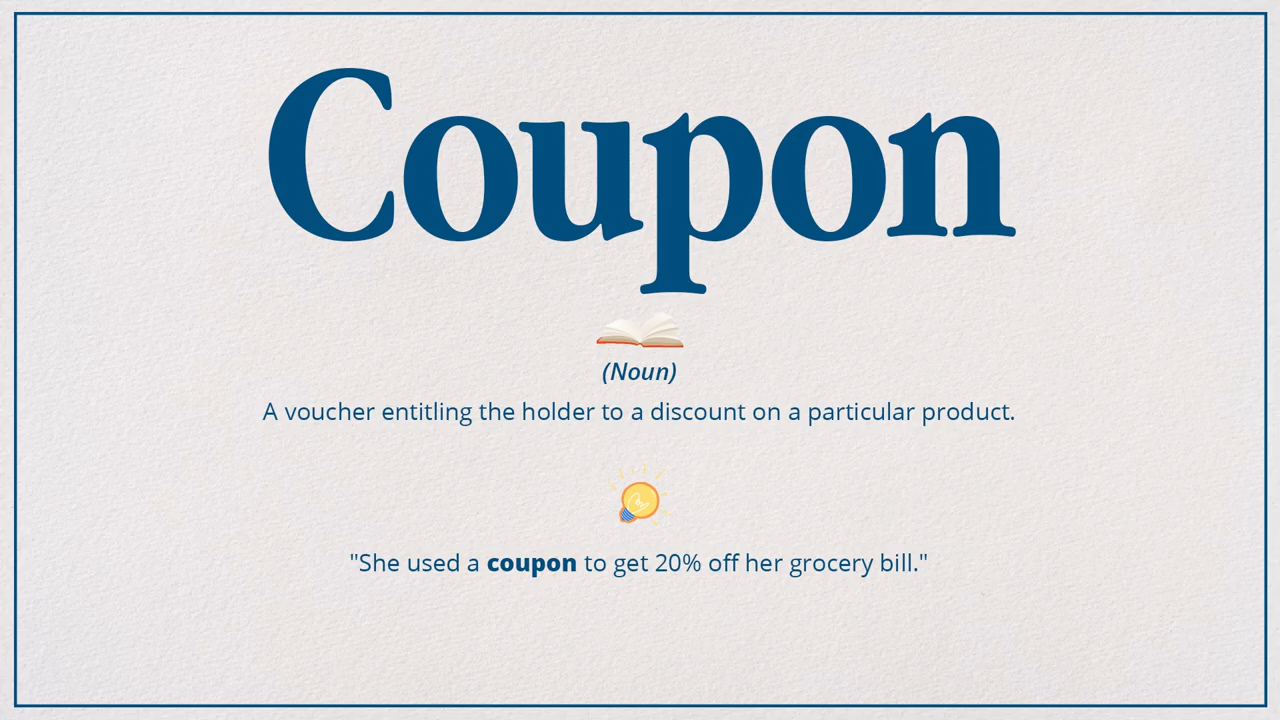 Coupon
(Noun)
A voucher entitling the holder to a discount on a particular product.
"She used a coupon to get 20% off her grocery bill."